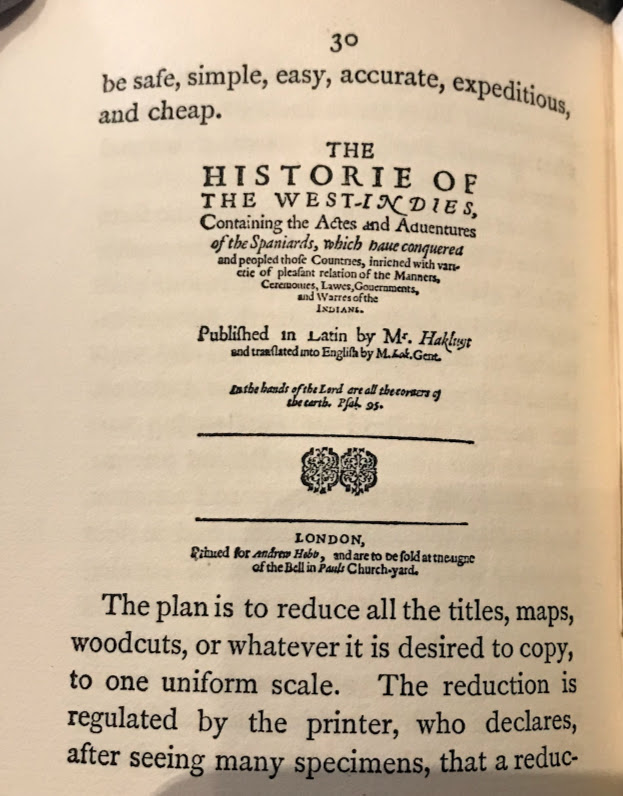 30
be safe, simple, easy, accurate, expeditious,
and cheap.
THE
HISTORIE OF
THE WEST-INDIES,
Containing the Actes and Aduentures
of the Spaniards, which haue conquered
and peopled thoſe Countries, inriched with vari-
etie of pleaſant relation of the Manners,
Ceremonies, Lawes, Gouernments,
and Warres of the
INDIANS.
Publiſhed in Latin by Mr. Hakluyt
and tranſlated into Engliſh by M. Lok. Gent.
In the hands of the Lord are all the corners of
the earth. Pſal. 95.
LONDON,
Printed for Andrew Hebb, and are to be ſold at the ſigne
of the Bell in Pauls Church-yard.
The plan is to reduce all the titles, maps,
woodcuts, or whatever it is desired to copy,
to one uniform scale. The reduction is
regulated by the printer, who declares,
after seeing many specimens, that a reduc-